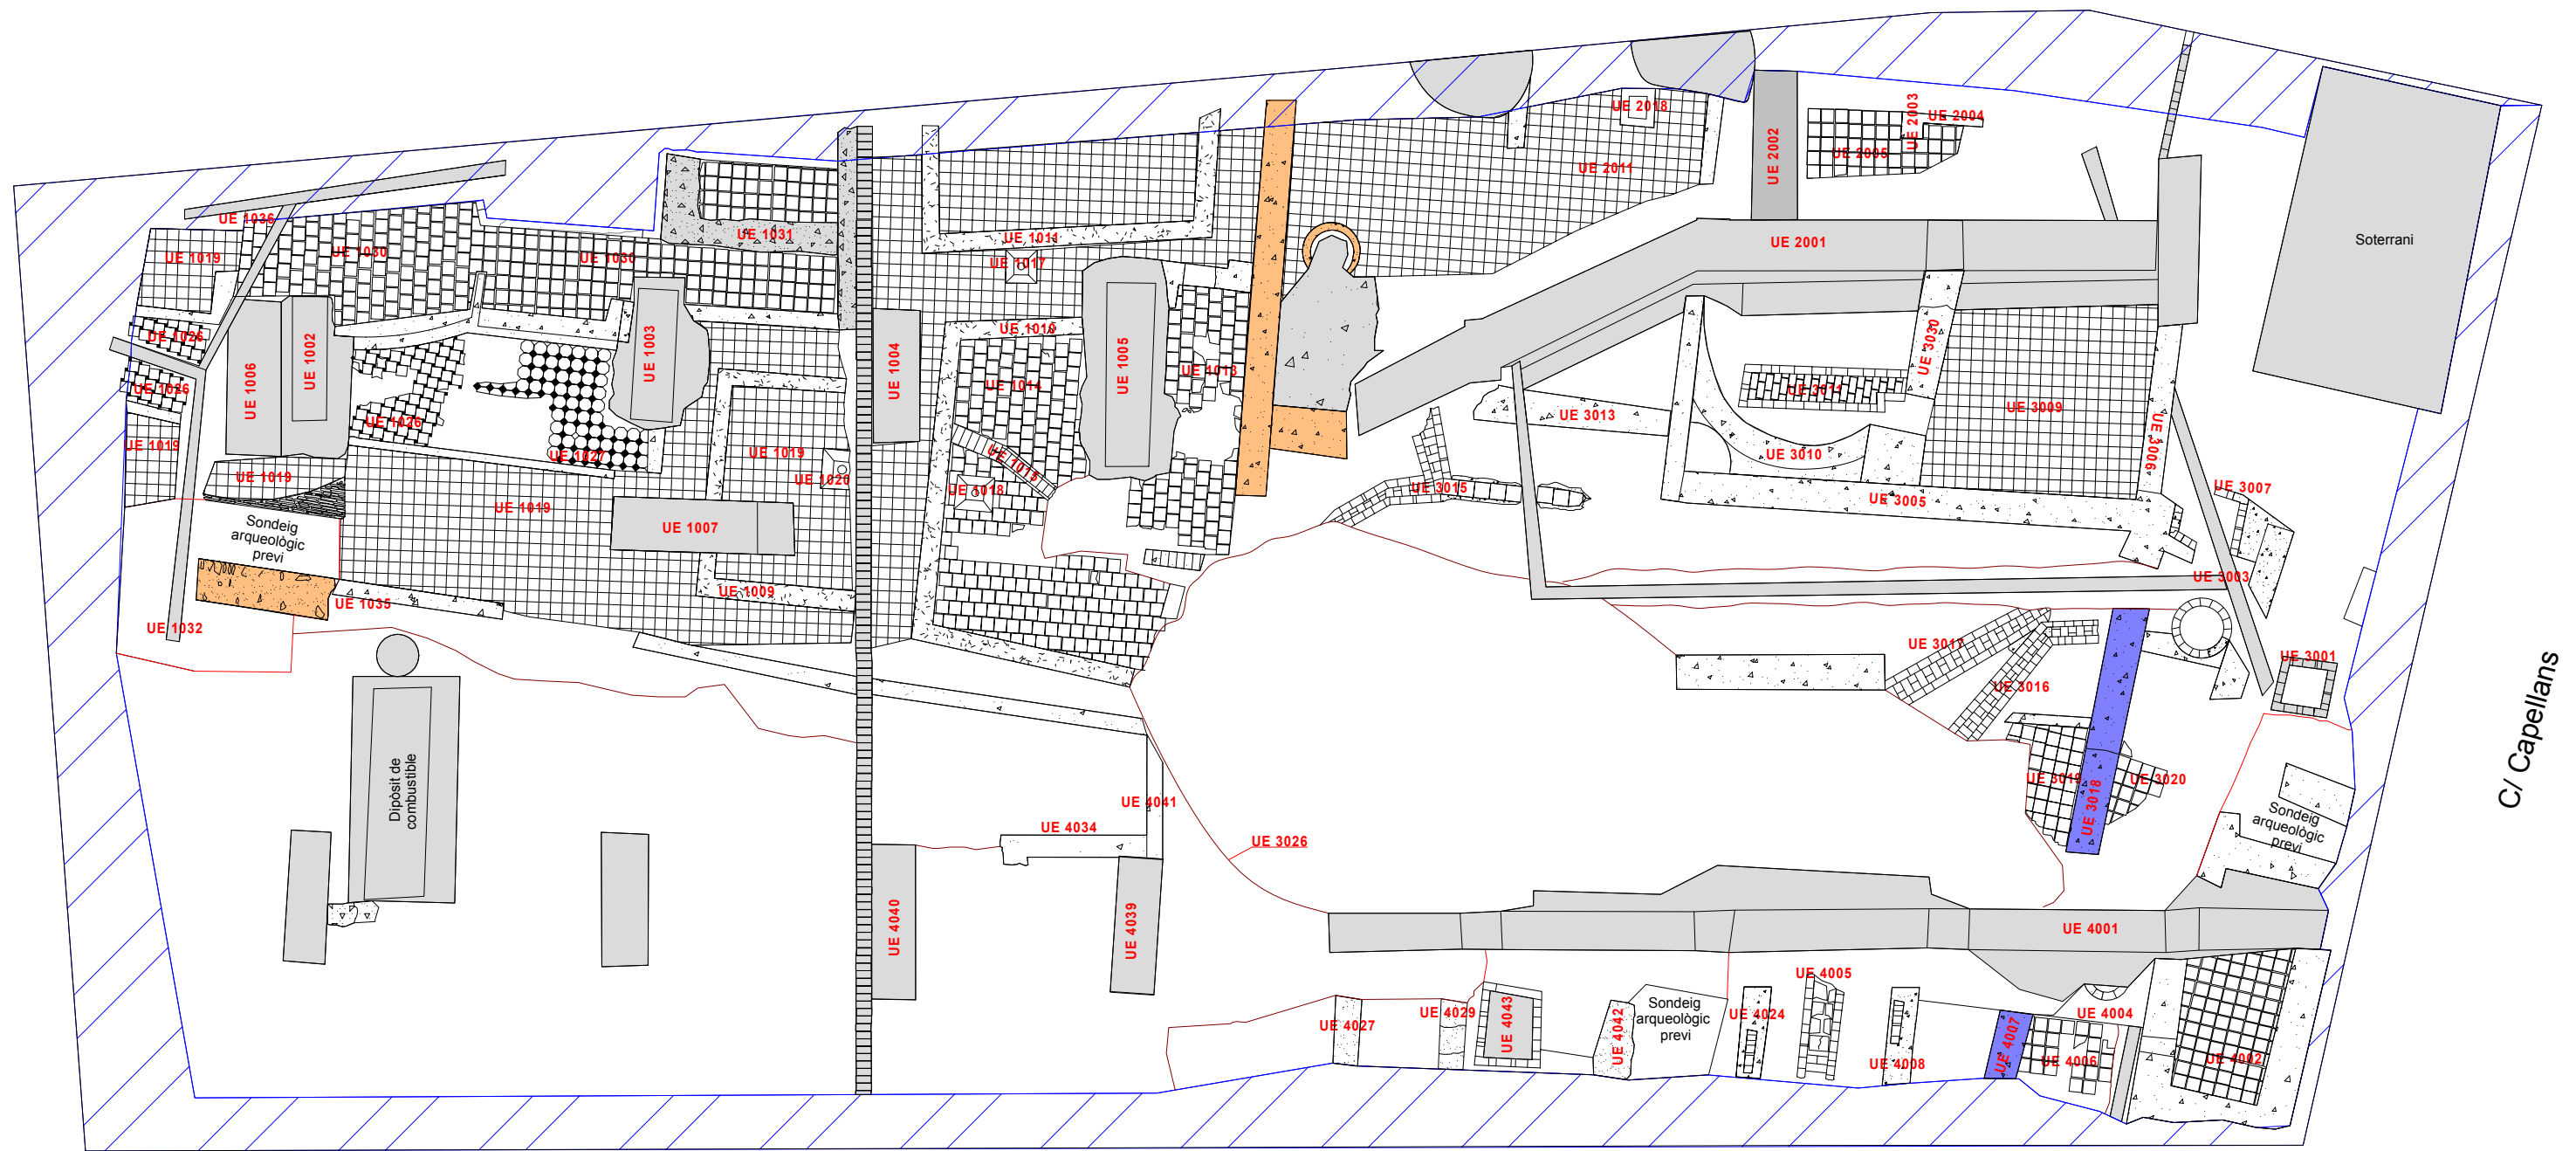 UE 2018
UE 2003
UE 2004
UE 2002
UE 2005
UE 2011
UE 1036
UE 1031
UE 1011
UE 2001
Soterrani
UE 1019
UE 1030
UE 1030
UE 1017
UE 1026
UE 1006
UE 1002
UE 1003
UE 1004
UE 1010
UE 1005
UE 1014
UE 1013
UE 3030
UE 3011
UE 3009
UE 1026
UE 1026
UE 3013
UE 3006
UE 1019
UE 1027
UE 1019
UE 1020
UE 1015
UE 3010
UE 1019
UE 1018
UE 3015
UE 3005
UE 3007
UE 1019
UE 1007
Sondeig
arqueològic
previ
UE 1009
UE 3003
UE 1035
UE 1032
UE 3017
UE 3001
UE 3016
C/ Capellans
Dipòsit de
combustible
UE 3019
UE 3018
UE 3020
UE 4041
UE 4034
UE 3026
Sondeig
arqueològic
previ
UE 4040
UE 4039
UE 4001
UE 4005
UE 4027
UE 4029
UE 4043
UE 4042
Sondeig
arqueològic
previ
UE 4024
UE 4004
UE 4008
UE 4007
UE 4006
UE 4002